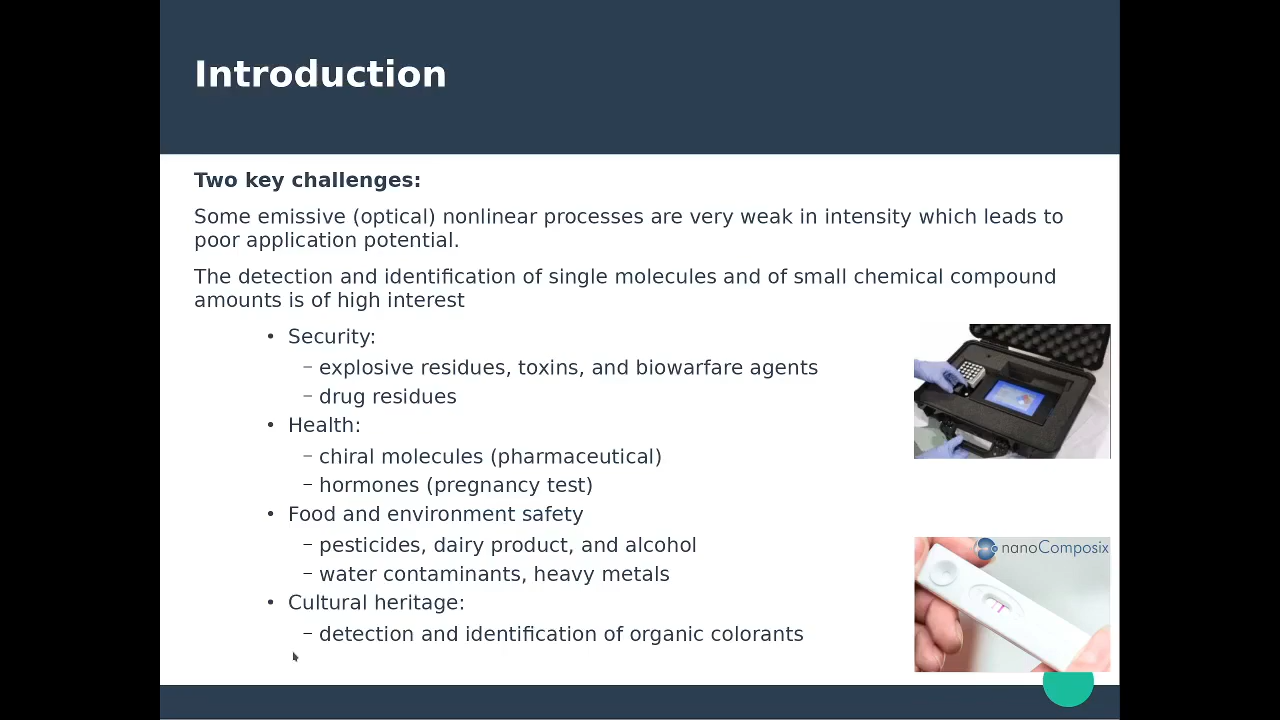 Introduction
Two key challenges:
Some emissive (optical) nonlinear processes are very weak in intensity which leads to
poor application potential.
The detection and identification of single molecules and of small chemical compound
amounts is of high interest
• Security:
– explosive residues, toxins, and biowarfare agents
– drug residues
• Health:
– chiral molecules (pharmaceutical)
– hormones (pregnancy test)
• Food and environment safety
– pesticides, dairy product, and alcohol
– water contaminants, heavy metals
• Cultural heritage:
– detection and identification of organic colorants
nanoComposix